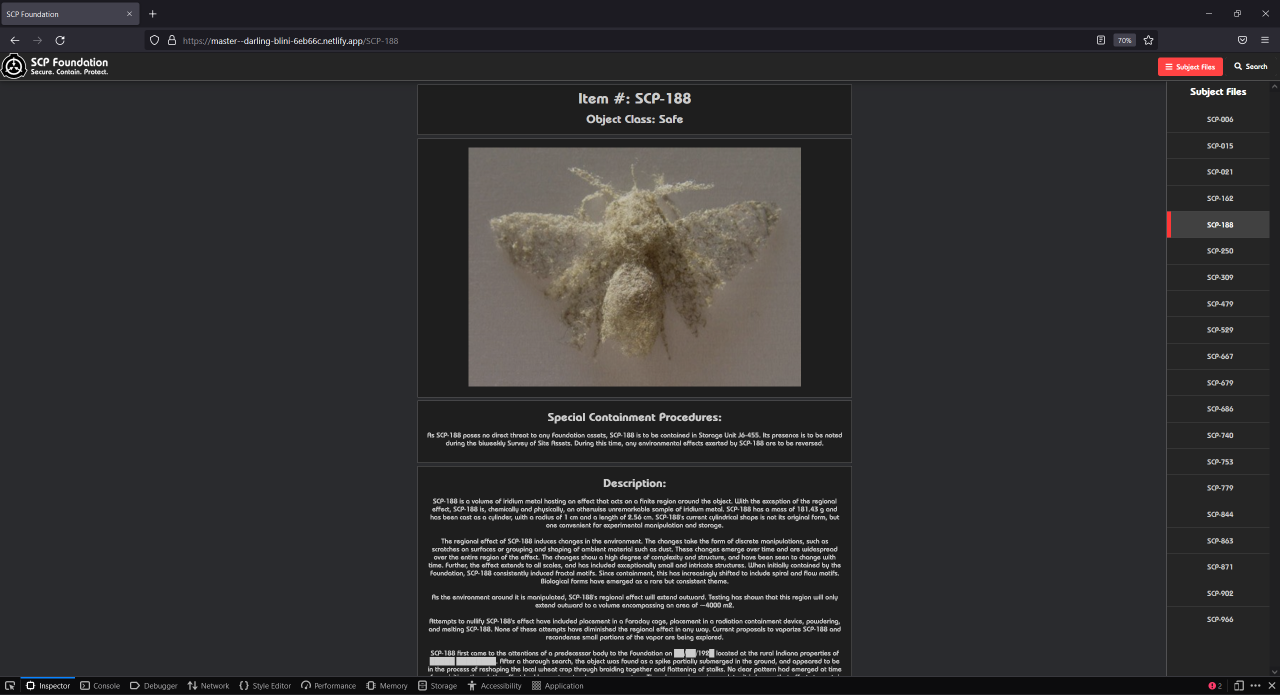 SCP Foundation
https://master--darling-blini-6eb66c.netlify.app/SCP-188
70%
SCP Foundation
Secure. Contain. Protect.
Subject Files
Search
Item #: SCP-188
Object Class: Safe
Special Containment Procedures:
As SCP-188 poses no direct threat to any Foundation assets, SCP-188 is to be contained in Storage Unit J6-455. Its presence is to be noted
during the biweekly Survey of Site Assets. During this time, any environmental effects exerted by SCP-188 are to be reversed.
Description:
SCP-188 is a volume of iridium metal hosting an effect that acts on a finite region around the object. With the exception of the regional
effect, SCP-188 is, chemically and physically, an otherwise unremarkable sample of iridium metal. SCP-188 has a mass of 181.43 g and
has been cast as a cylinder, with a radius of 1 cm and a length of 2.56 cm. SCP-188's current cylindrical shape is not its original form, but
one convenient for experimental manipulation and storage.
The regional effect of SCP-188 induces changes in the environment. The changes take the form of discrete manipulations, such as
scratches on surfaces or grouping and shaping of ambient material such as dust. These changes emerge over time and are widespread
over the entire region of the effect. The changes show a high degree of complexity and structure, and have been seen to change with
time. Further, the effect extends to all scales, and has included exceptionally small and intricate structures. When initially contained by the
Foundation, SCP-188 consistently induced fractal motifs. Since containment, this has increasingly shifted to include spiral and flow motifs.
Biological forms have emerged as a rare but consistent theme.
As the environment around it is manipulated, SCP-188's regional effect will extend outward. Testing has shown that this region will only
extend outward to a volume encompassing an area of ~4000 m2.
Attempts to nullify SCP-188's effect have included placement in a Faraday cage, placement in a radiation containment device, powdering,
and melting SCP-188. None of these attempts have diminished the regional effect in any way. Current proposals to vaporize SCP-188 and
recondense small portions of the vapor are being explored.
SCP-188 first came to the attentions of a predecessor body to the Foundation on ██/██/192█ located at the rural Indiana properties of
█████ ████████. After a thorough search, the object was found as a spike partially submerged in the ground, and appeared to be
in the process of reshaping the local wheat crop through braiding together and flattening of stalks. No clear pattern had emerged at time
Subject Files
SCP-006
SCP-015
SCP-021
SCP-162
SCP-188
SCP-250
SCP-309
SCP-479
SCP-529
SCP-667
SCP-679
SCP-686
SCP-740
SCP-753
SCP-779
SCP-844
SCP-863
SCP-871
SCP-902
SCP-966
Inspector Console Debugger Network Style Editor Performance Memory Storage Accessibility Application 2